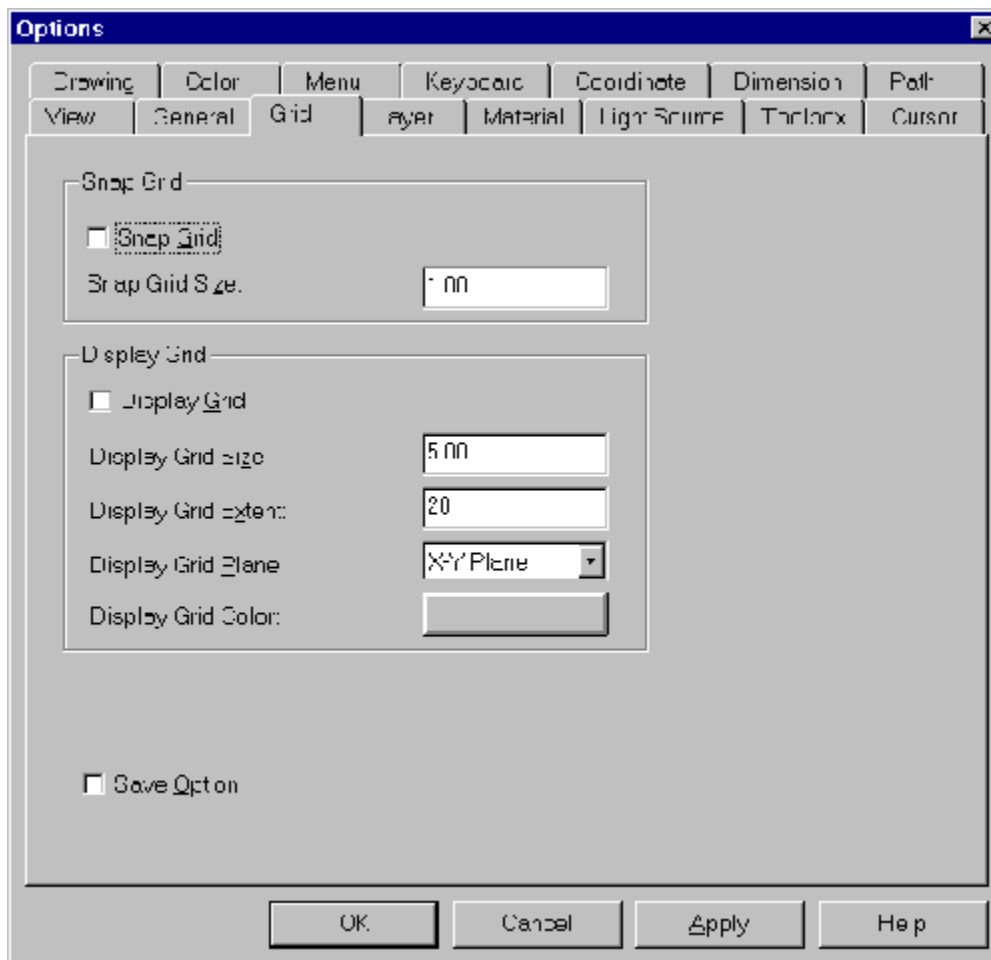 Options
Drawing Color Menu Keyboard Coordinate Dimension Path
View General Grid Layer Material Light Source Toolbox Cursor
Snap Grid
Snap Grid
Snap Grid Size: 1.00
Display Grid
Display Grid
Display Grid Size 5.00
Display Grid Extent: 20
Display Grid Plane X-Y Plane
Display Grid Color:
Save Option
OK Cancel Apply Help